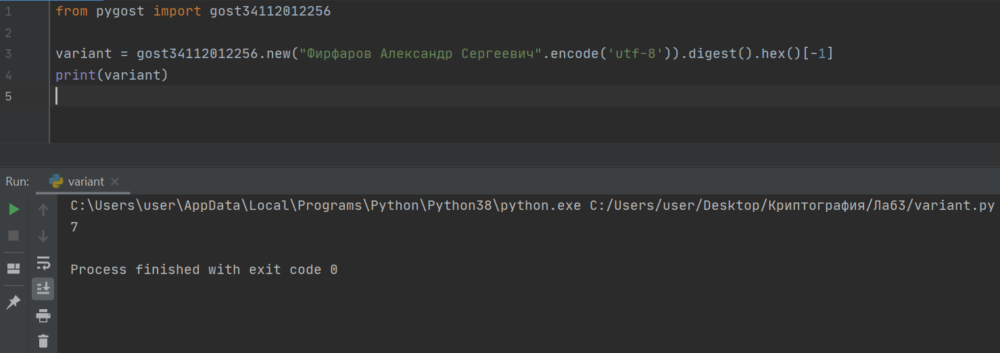 1 from pygost import gost34112012256
2
3 variant = gost34112012256.new("Фирфаров Александр Сергеевич".encode('utf-8')).digest().hex()[-1]
4 print(variant)
5
Run: variant
C:\Users\user\AppData\Local\Programs\Python\Python38\python.exe C:/Users/user/Desktop/Криптография/Лаб3/variant.py
7
Process finished with exit code 0